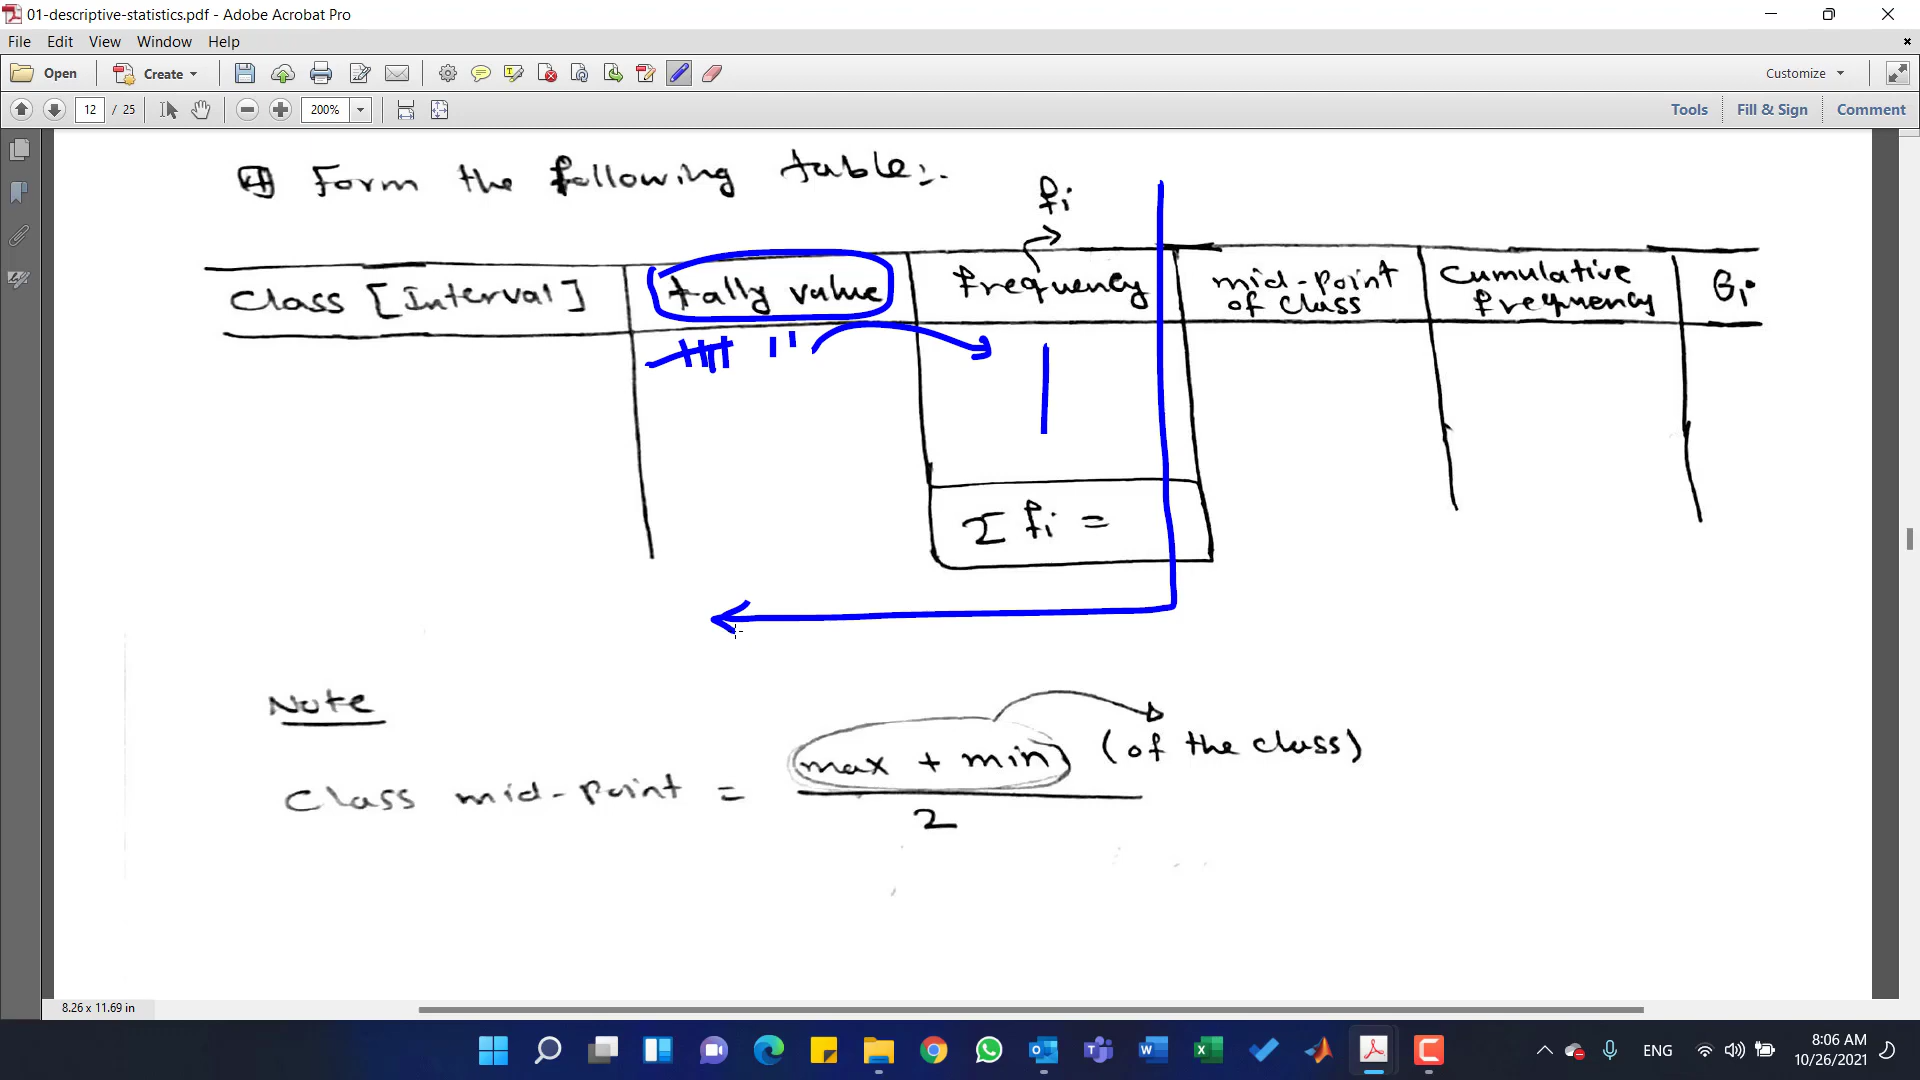 01-descriptive-statistics.pdf - Adobe Acrobat Pro
File Edit View Window Help
Open Create Customize
12 / 25 200% Tools Fill & Sign Comment
4 Form the following table:-
fi
Class [Interval] tally value frequency mid-point of class Cumulative frequency Bi
Σ fi =
Note
max + min (of the class)
Class mid-point =
2
8.26 x 11.69 in
ENG
8:06 AM
10/26/2021